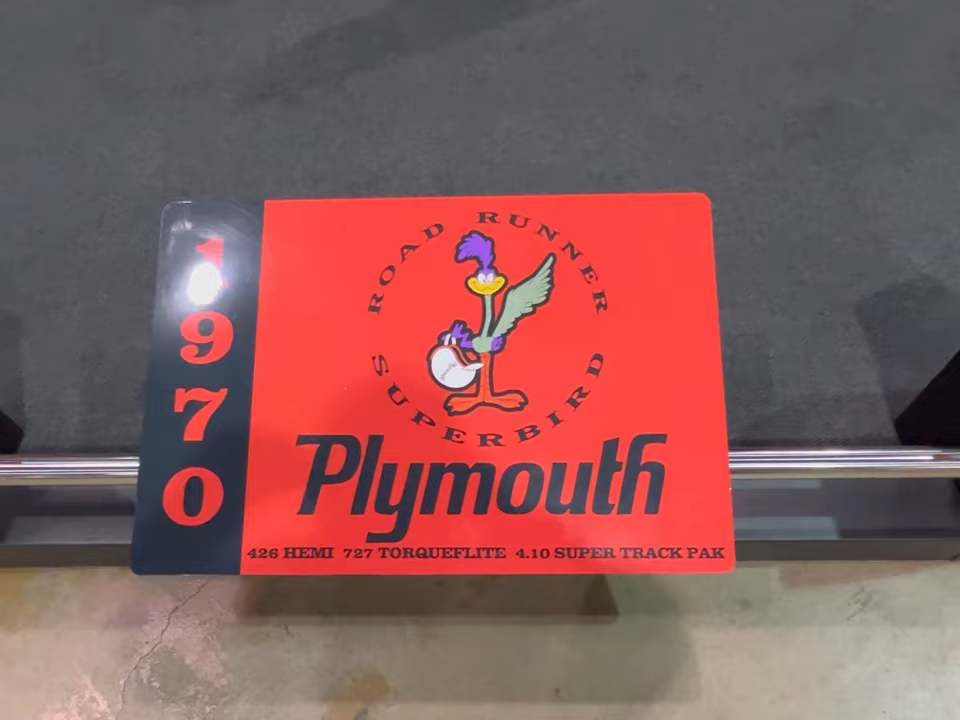 1970
ROAD RUNNER
SUPERBIRD
Plymouth
426 HEMI 727 TORQUEFLITE 4.10 SUPER TRACK PAK